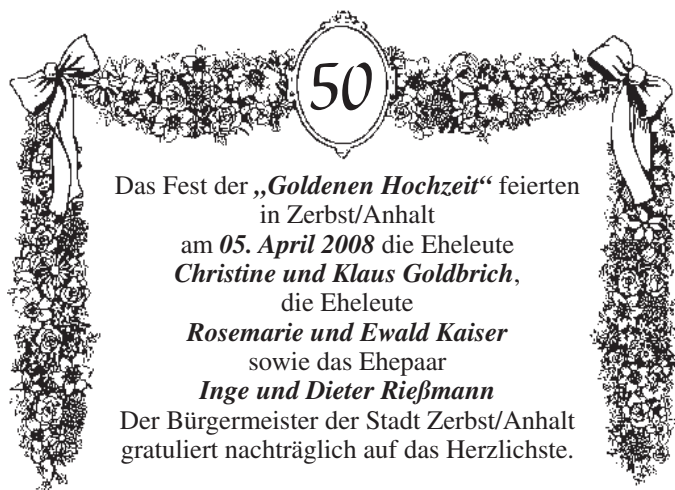 50
Das Fest der „Goldenen Hochzeit“ feierten
in Zerbst/Anhalt
am 05. April 2008 die Eheleute
Christine und Klaus Goldbrich,
die Eheleute
Rosemarie und Ewald Kaiser
sowie das Ehepaar
Inge und Dieter Rießmann
Der Bürgermeister der Stadt Zerbst/Anhalt
gratuliert nachträglich auf das Herzlichste.